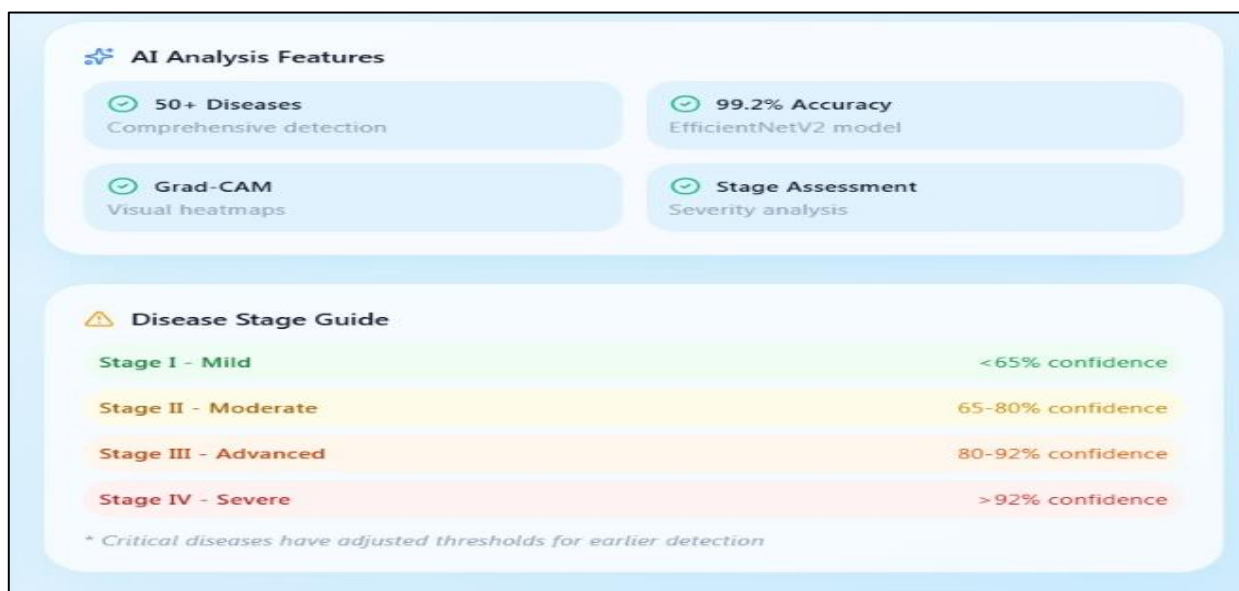 AI Analysis Features
50+ Diseases
Comprehensive detection
99.2% Accuracy
EfficientNetV2 model
Grad-CAM
Visual heatmaps
Stage Assessment
Severity analysis
Disease Stage Guide
Stage I - Mild <65% confidence
Stage II - Moderate 65-80% confidence
Stage III - Advanced 80-92% confidence
Stage IV - Severe >92% confidence
* Critical diseases have adjusted thresholds for earlier detection